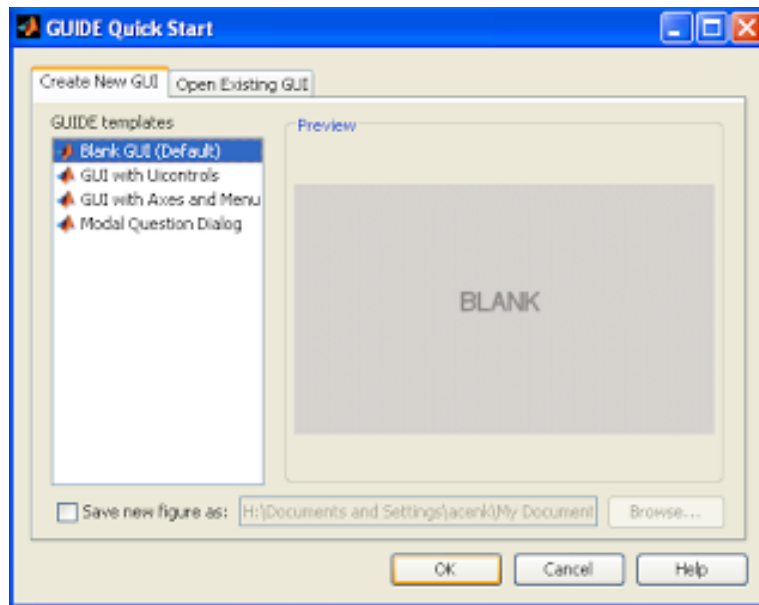 GUIDE Quick Start
Create New GUI
Open Existing GUI
GUIDE templates
Blank GUI (Default)
GUI with Uicontrols
GUI with Axes and Menu
Modal Question Dialog
Preview
BLANK
Save new figure as:
H:\Documents and Settings\acenk\My Document
Browse...
OK
Cancel
Help